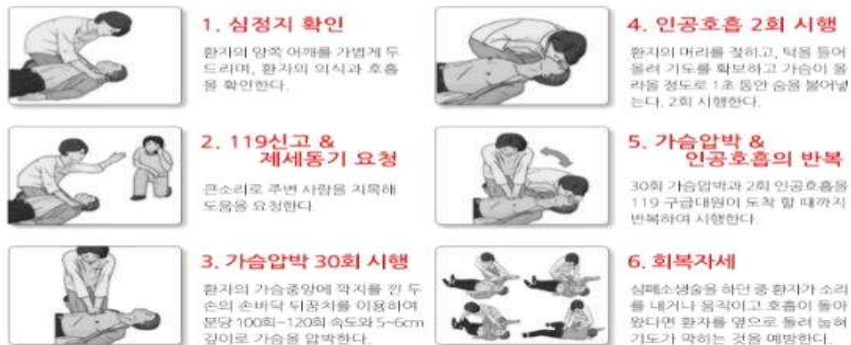 1. 심정지 확인
환자의 양쪽 어깨를 가볍게 두
드리며, 환자의 의식과 호흡
을 확인한다.
2. 119신고 &
제세동기 요청
큰소리로 주변 사람을 지목해
도움을 요청한다.
3. 가슴압박 30회 시행
환자의 가슴중앙에 깍지를 낀 두
손의 손바닥 뒤꿈치를 이용하여
분당 100회~120회 속도와 5~6cm
깊이로 가슴을 압박한다.
4. 인공호흡 2회 시행
환자의 머리를 젖히고, 턱을 들어
올려 기도를 확보하고 가슴이 올
라올 정도로 1초 동안 숨을 불어넣
는다. 2회 시행한다.
5. 가슴압박 &
인공호흡의 반복
30회 가슴압박과 2회 인공호흡을
119 구급대원이 도착 할 때까지
반복하여 시행한다.
6. 회복자세
심폐소생술을 하던 중 환자가 소리
를 내거나 움직이고 호흡이 돌아
왔다면 환자를 옆으로 돌려 눕혀
기도가 막히는 것을 예방한다.